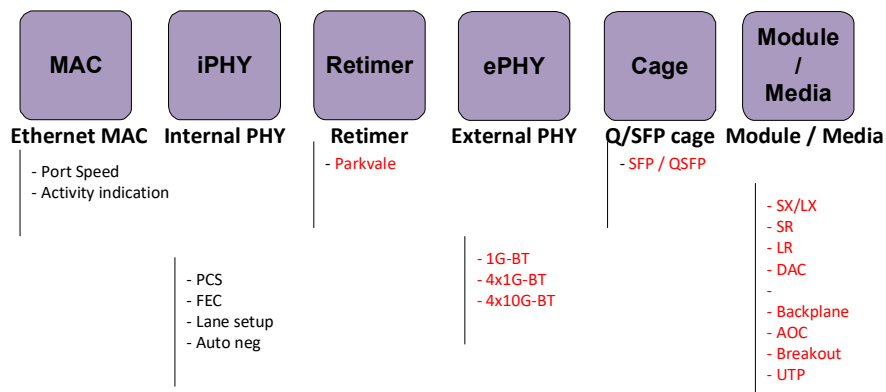 MAC
iPHY
Retimer
ePHY
Cage
Module
/
Media
Ethernet MAC
Internal PHY
Retimer
External PHY
Q/SFP cage
Module / Media
- Port Speed
- Activity indication
- PCS
- FEC
- Lane setup
- Auto neg
- Parkvale
- 1G-BT
- 4x1G-BT
- 4x10G-BT
- SFP / QSFP
- SX/LX
- SR
- LR
- DAC
-
- Backplane
- AOC
- Breakout
- UTP